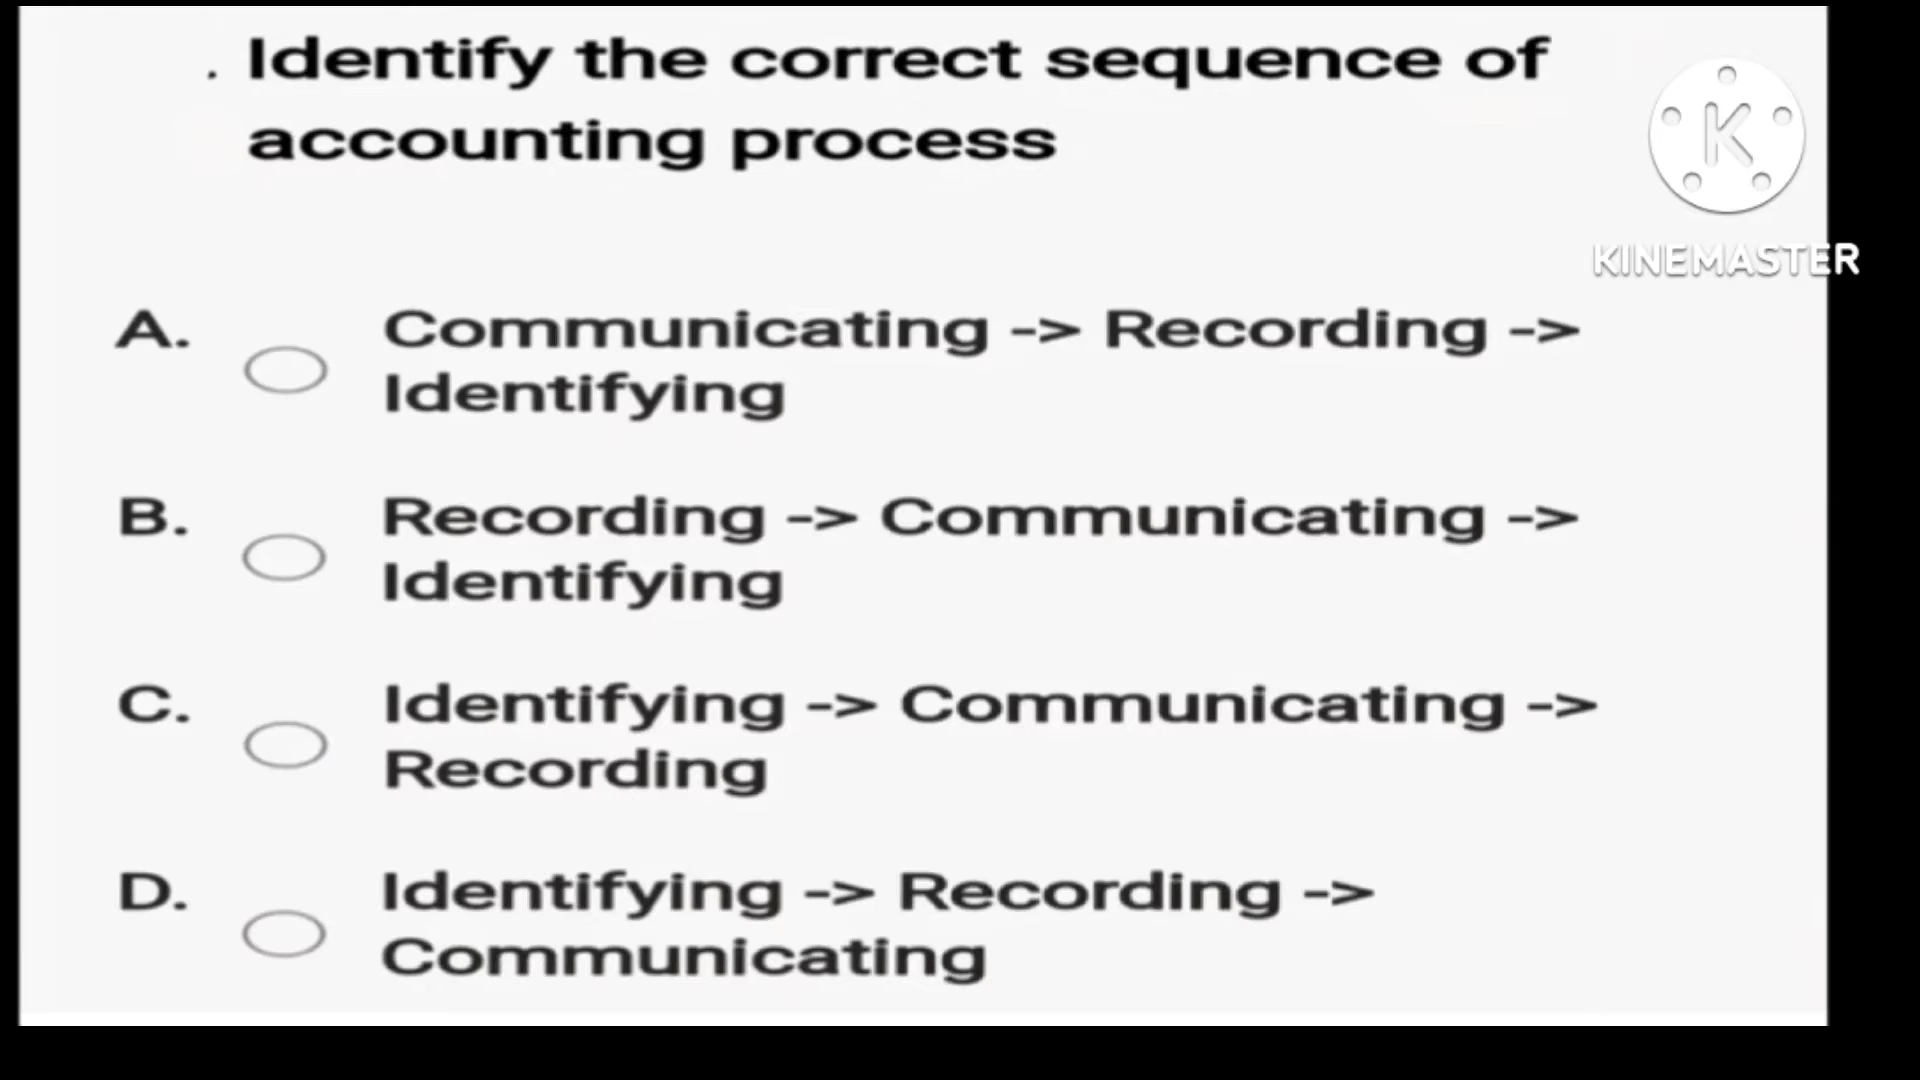 . Identify the correct sequence of
accounting process
K
KINEMASTER
A. Communicating -> Recording ->
Identifying
B. Recording -> Communicating ->
Identifying
C. Identifying -> Communicating ->
Recording
D. Identifying -> Recording ->
Communicating